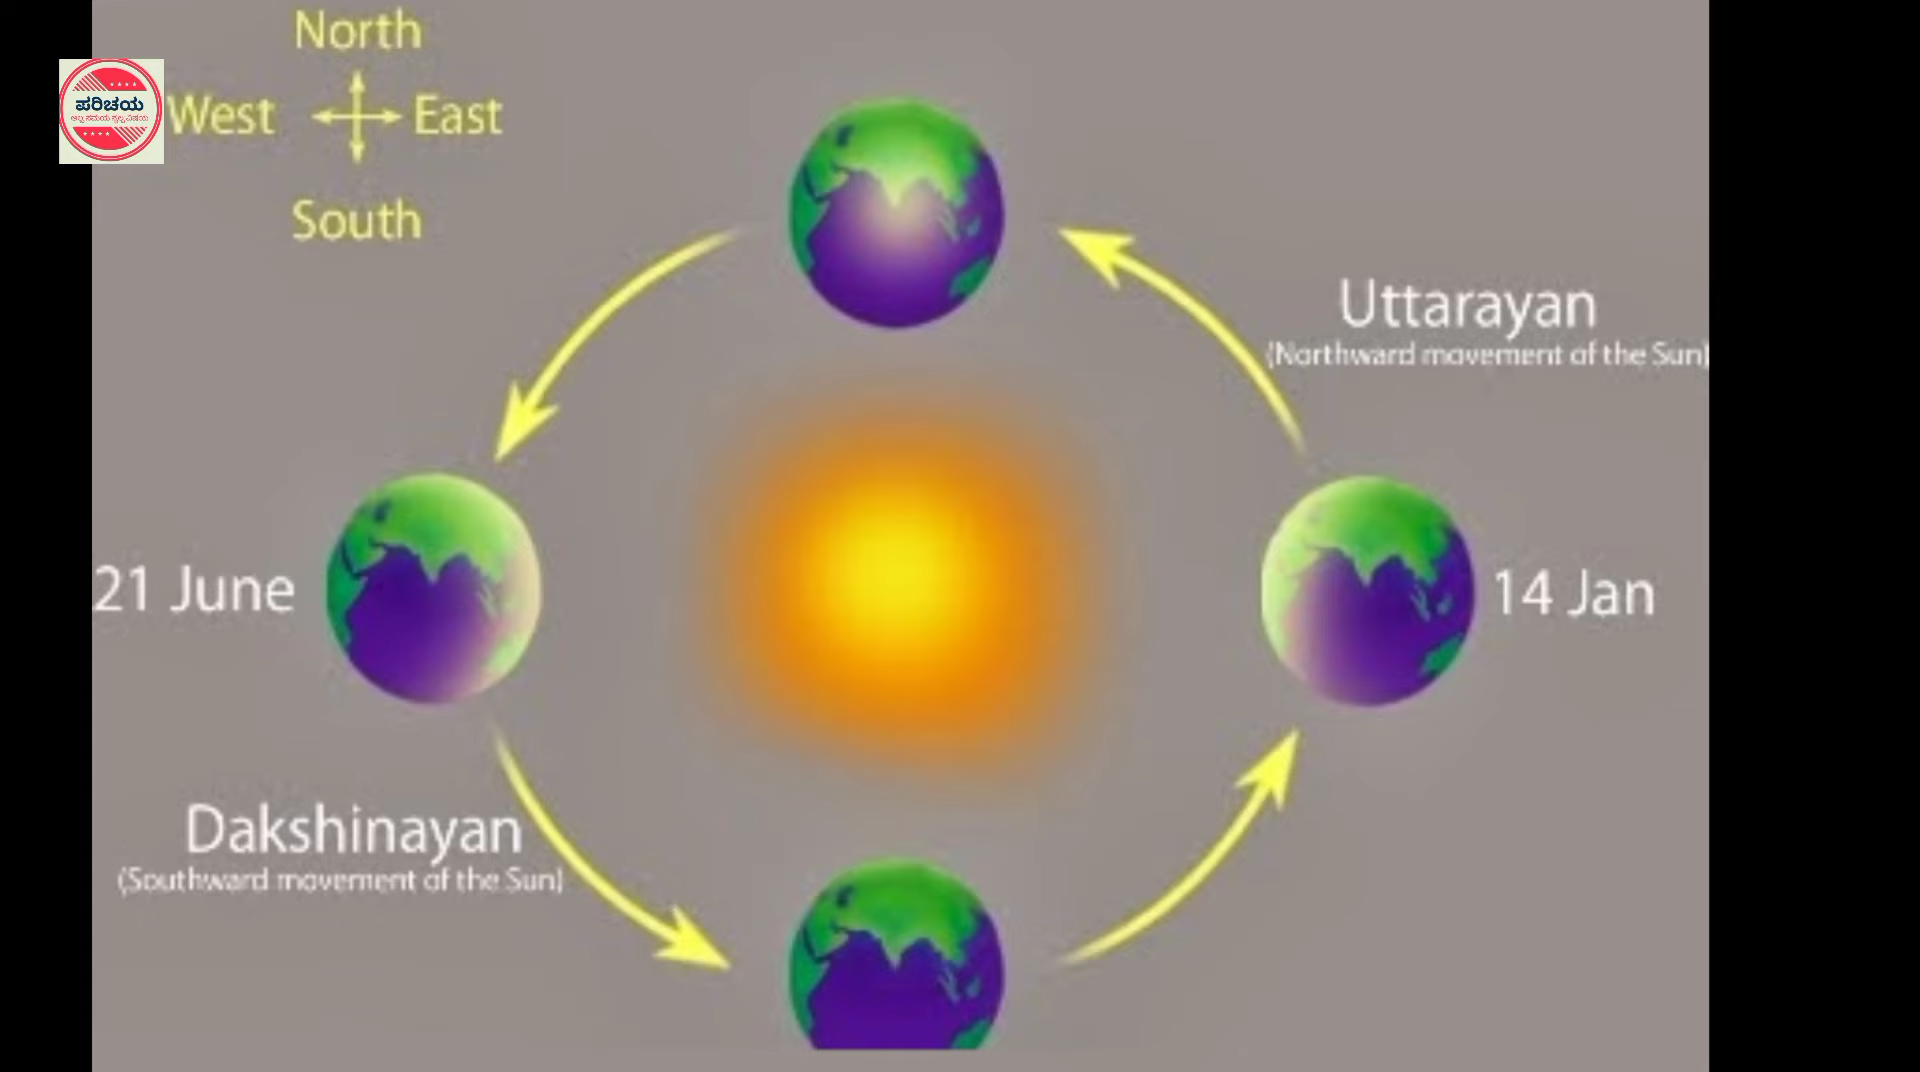 North
West
East
South
ಪರಿಚಯ
Uttarayan
(Northward movement of the Sun)
21 June
14 Jan
Dakshinayan
(Southward movement of the Sun)